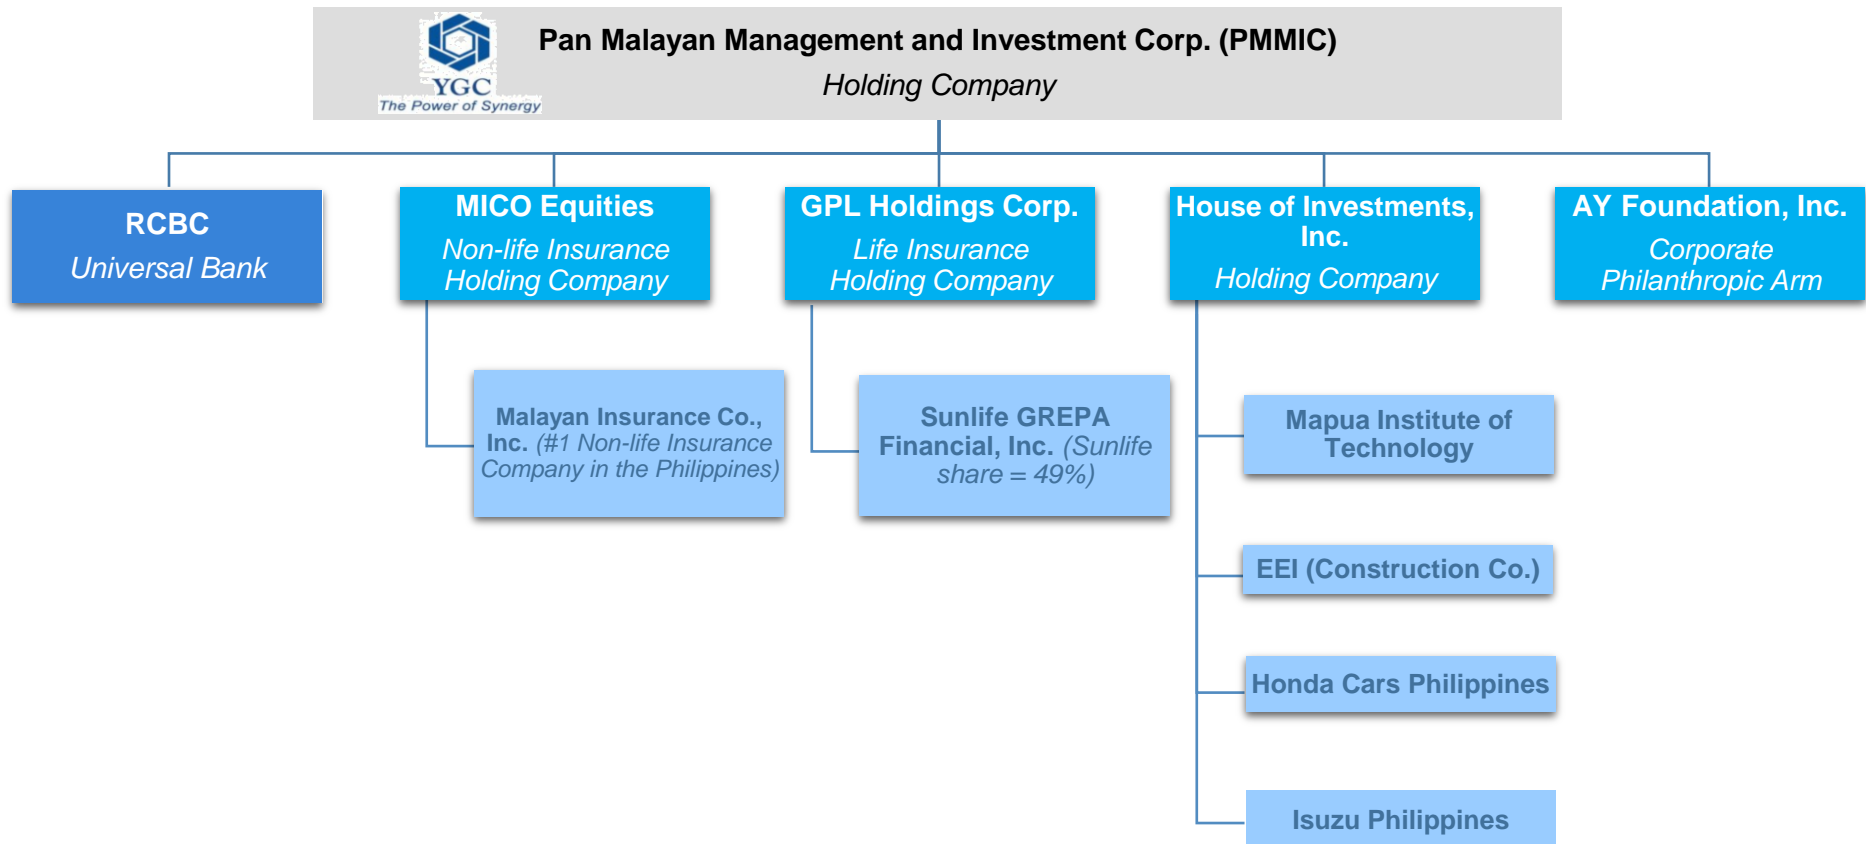 Pan Malayan Management and Investment Corp. (PMMIC)
Holding Company
YGC
The Power of Synergy
RCBC
Universal Bank
MICO Equities
Non-life Insurance
Holding Company
GPL Holdings Corp.
Life Insurance
Holding Company
House of Investments,
Inc.
Holding Company
AY Foundation, Inc.
Corporate
Philanthropic Arm
Malayan Insurance Co.,
Inc. (#1 Non-life Insurance
Company in the Philippines)
Sunlife GREPA
Financial, Inc. (Sunlife
share = 49%)
Mapua Institute of
Technology
EEI (Construction Co.)
Honda Cars Philippines
Isuzu Philippines